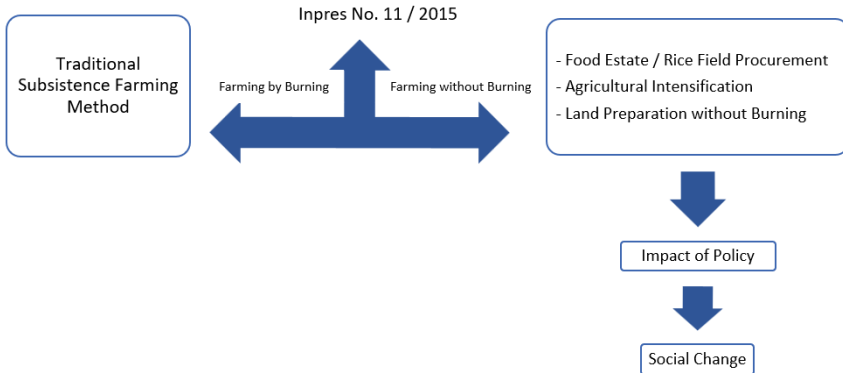 Inpres No. 11 / 2015
Traditional
Subsistence Farming
Method
Farming by Burning
Farming without Burning
- Food Estate / Rice Field Procurement
- Agricultural Intensification
- Land Preparation without Burning
Impact of Policy
Social Change